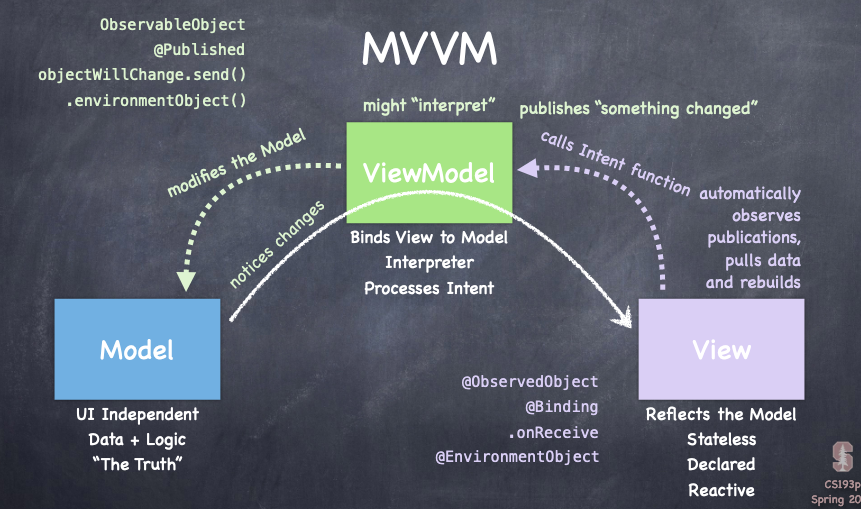 ObservableObject
@Published
objectWillChange.send()
.environmentObject()
MVVM
might “interpret”
publishes “something changed”
modifies the Model
notices changes
ViewModel
calls Intent function
automatically
observes
publications,
pulls data
and rebuilds
Binds View to Model
Interpreter
Processes Intent
Model
View
UI Independent
Data + Logic
“The Truth”
@ObservedObject
@Binding
.onReceive
@EnvironmentObject
Reflects the Model
Stateless
Declared
Reactive
CS193p
Spring 20